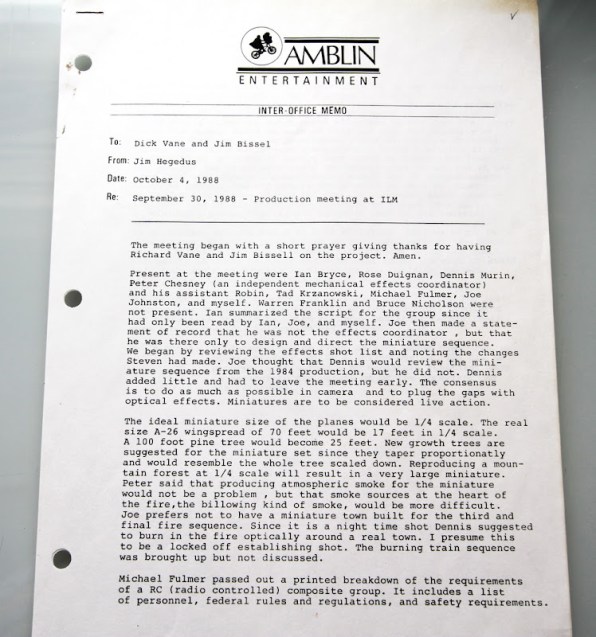 AMBLIN
ENTERTAINMENT
INTER-OFFICE MEMO
To: Dick Vane and Jim Bissel
From: Jim Hegedus
Date: October 4, 1988
Re: September 30, 1988 - Production meeting at ILM
The meeting began with a short prayer giving thanks for having
Richard Vane and Jim Bissell on the project. Amen.
Present at the meeting were Ian Bryce, Rose Duignan, Dennis Murin,
Peter Chesney (an independent mechanical effects coordinator)
and his assistant Robin, Tad Krzanowski, Michael Fulmer, Joe
Johnston, and myself. Warren Franklin and Bruce Nicholson were
not present. Ian summarized the script for the group since it
had only been read by Ian, Joe, and myself. Joe then made a state-
ment of record that he was not the effects coordinator , but that
he was there only to design and direct the miniature sequence.
We began by reviewing the effects shot list and noting the changes
Steven had made. Joe thought that Dennis would review the mini-
ature sequence from the 1984 production, but he did not. Dennis
added little and had to leave the meeting early. The consensus
is to do as much as possible in camera and to plug the gaps with
optical effects. Miniatures are to be considered live action.
The ideal miniature size of the planes would be 1/4 scale. The real
size A-26 wingspread of 70 feet would be 17 feet in 1/4 scale.
A 100 foot pine tree would become 25 feet. New growth trees are
suggested for the miniature set since they taper proportionatly
and would resemble the whole tree scaled down. Reproducing a moun-
tain forest at 1/4 scale will result in a very large miniature.
Peter said that producing atmospheric smoke for the miniature
would not be a problem , but that smoke sources at the heart of
the fire,the billowing kind of smoke, would be more difficult.
Joe prefers not to have a miniature town built for the third and
final fire sequence. Since it is a night time shot Dennis suggested
to burn in the fire optically around a real town. I presume this
to be a locked off establishing shot. The burning train sequence
was brought up but not discussed.
Michael Fulmer passed out a printed breakdown of the requirements
of a RC (radio controlled) composite group. It includes a list
of personnel, federal rules and regulations, and safety requirements.